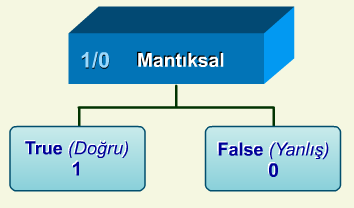 1/0 Mantıksal
True (Doğru)
1
False (Yanlış)
0